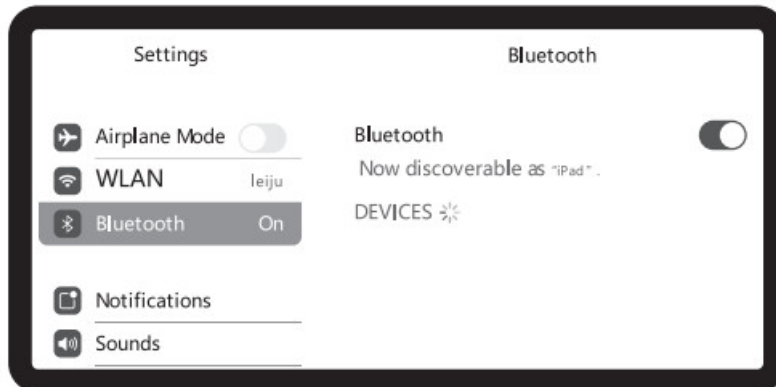 Settings
Bluetooth
Airplane Mode
WLAN leiju
Bluetooth On
Notifications
Sounds
Bluetooth
Now discoverable as "iPad" .
DEVICES